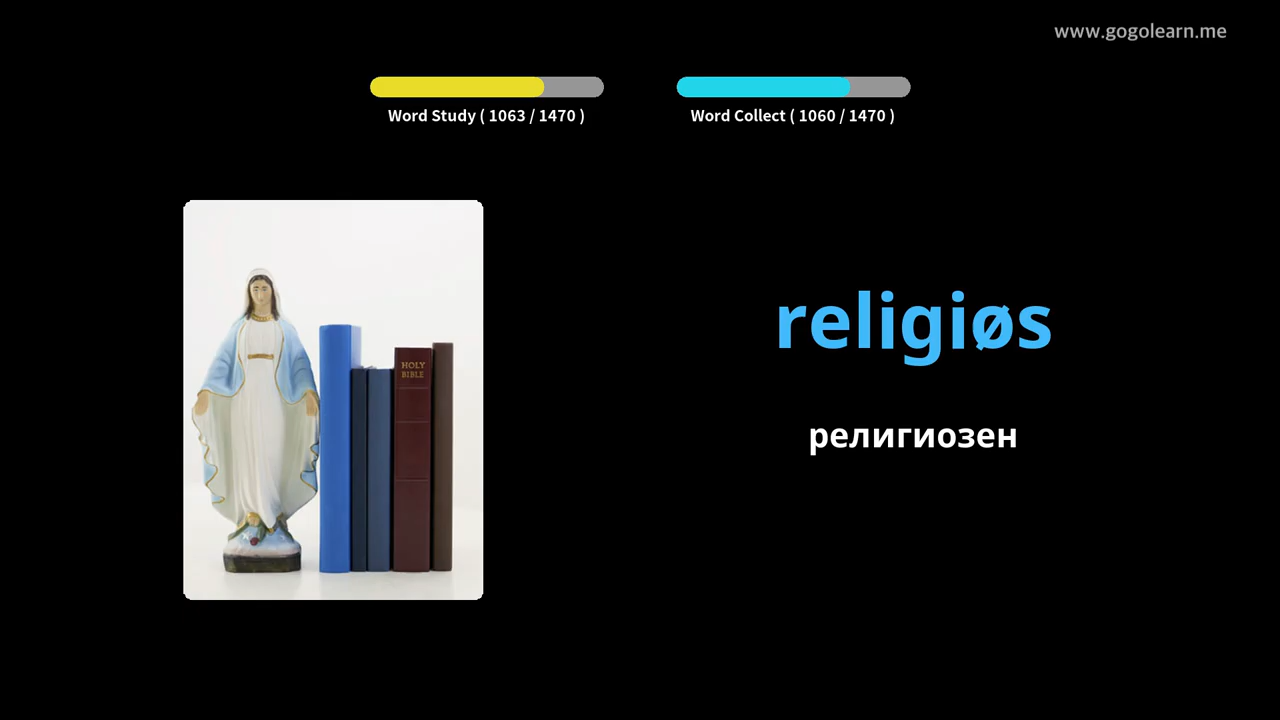 www.gogolearn.me
Word Study ( 1063 / 1470 )
Word Collect ( 1060 / 1470 )
HOLY
BIBLE
religiøs
религиозен